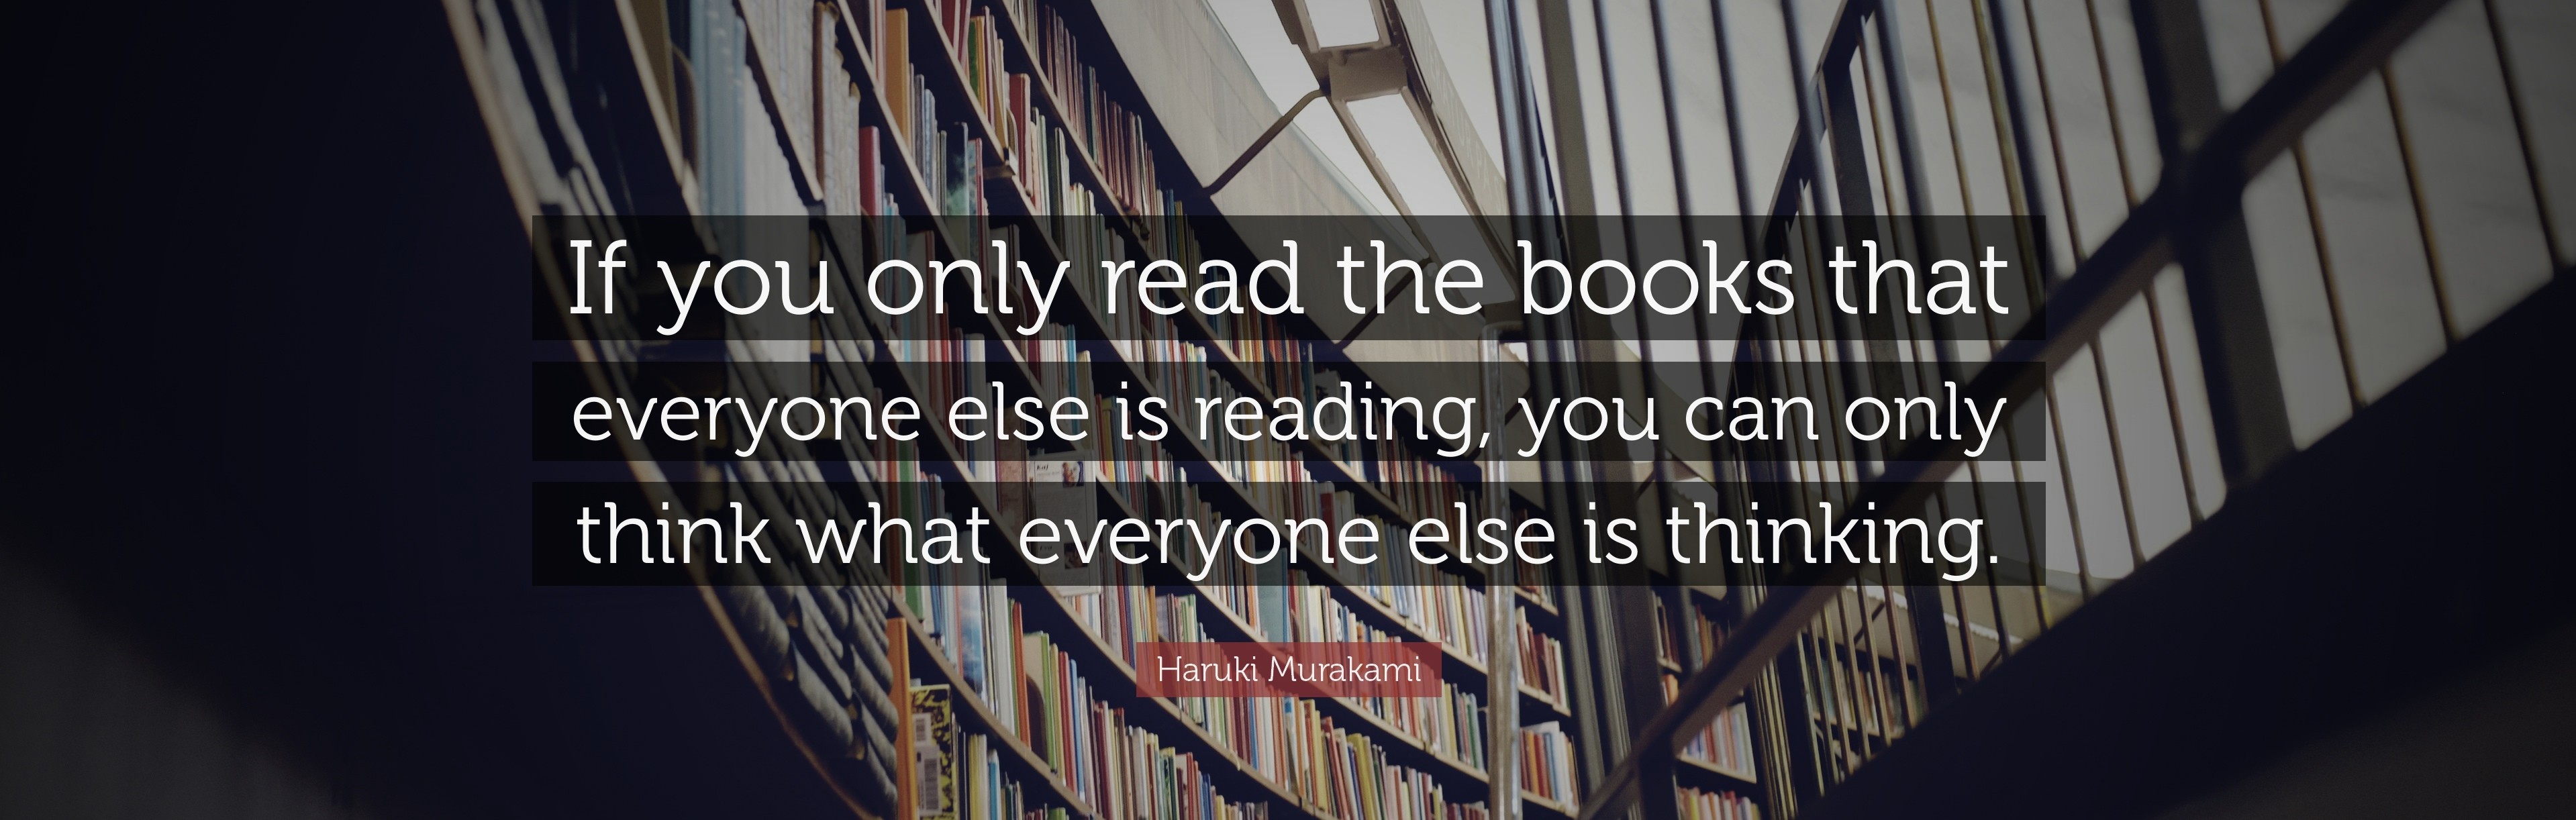 If you only read the books that
everyone else is reading, you can only
think what everyone else is thinking.
Haruki Murakami